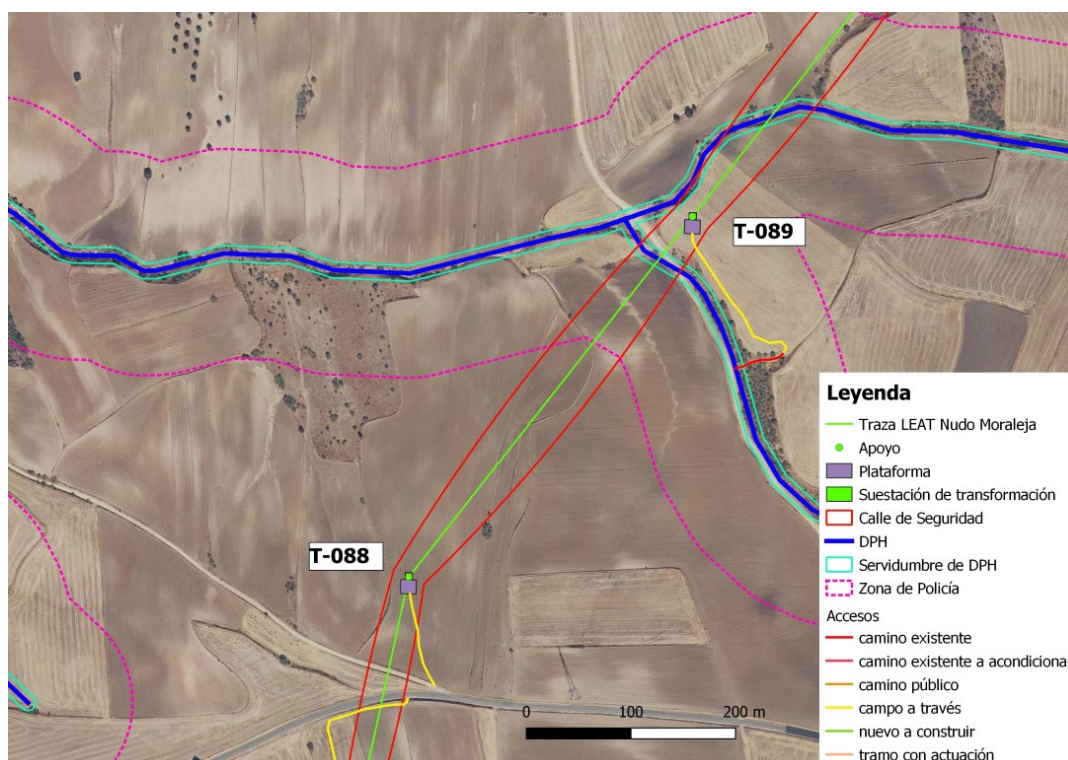 T-089
T-088
0 100 200 m
Leyenda
Traza LEAT Nudo Moraleja
Apoyo
Plataforma
Suestación de transformación
Calle de Seguridad
DPH
Servidumbre de DPH
Zona de Policía
Accesos
camino existente
camino existente a acondiciona
camino público
campo a través
nuevo a construir
tramo con actuación